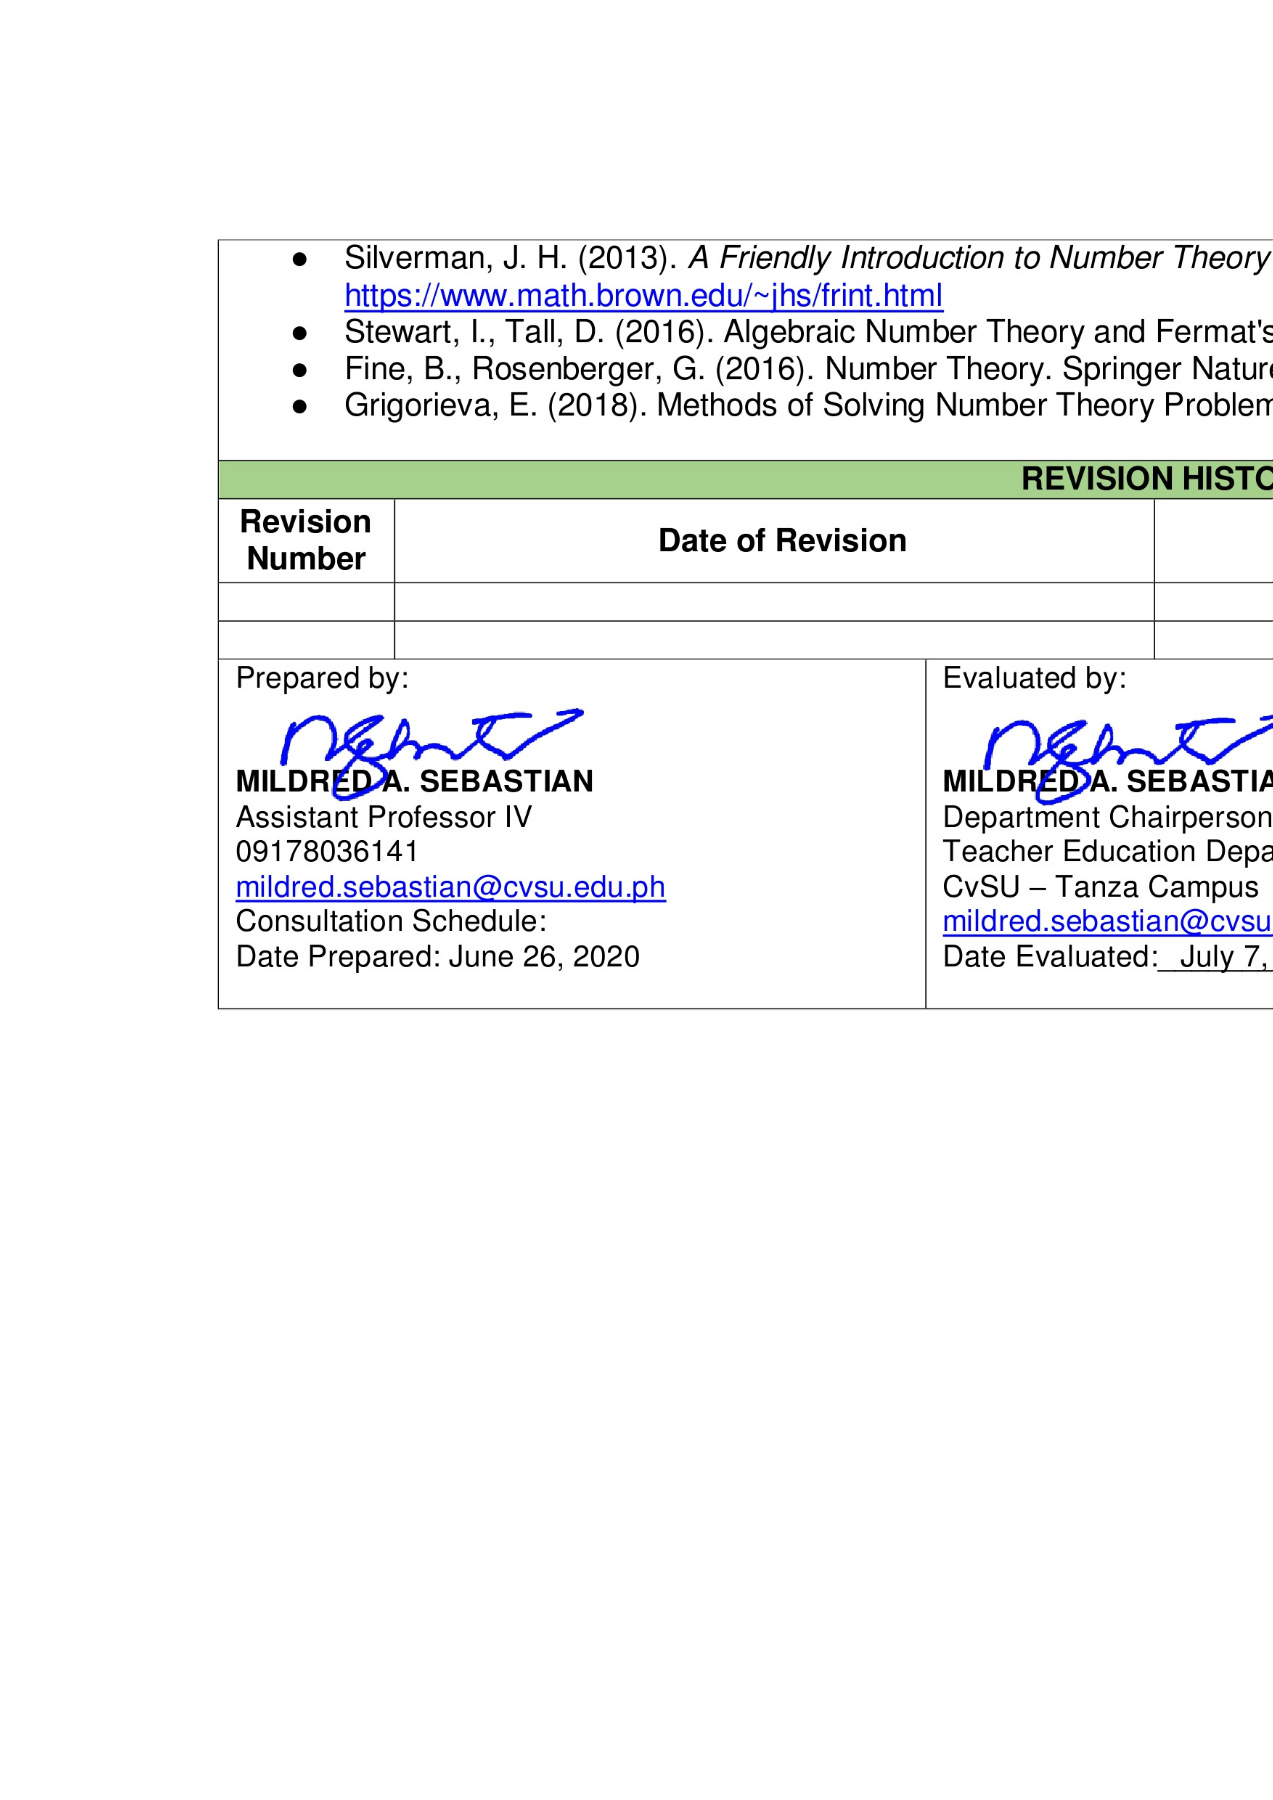 ● Silverman, J. H. (2013). A Friendly Introduction to Number Theory
https://www.math.brown.edu/~jhs/frint.html
● Stewart, I., Tall, D. (2016). Algebraic Number Theory and Fermat's
● Fine, B., Rosenberger, G. (2016). Number Theory. Springer Nature
● Grigorieva, E. (2018). Methods of Solving Number Theory Problem
REVISION HISTO
Revision
Number
Date of Revision
Prepared by:
MILDRED A. SEBASTIAN
Assistant Professor IV
09178036141
mildred.sebastian@cvsu.edu.ph
Consultation Schedule:
Date Prepared: June 26, 2020
Evaluated by:
MILDRED A. SEBASTIA
Department Chairperson
Teacher Education Depa
CvSU – Tanza Campus
mildred.sebastian@cvsu
Date Evaluated: July 7,